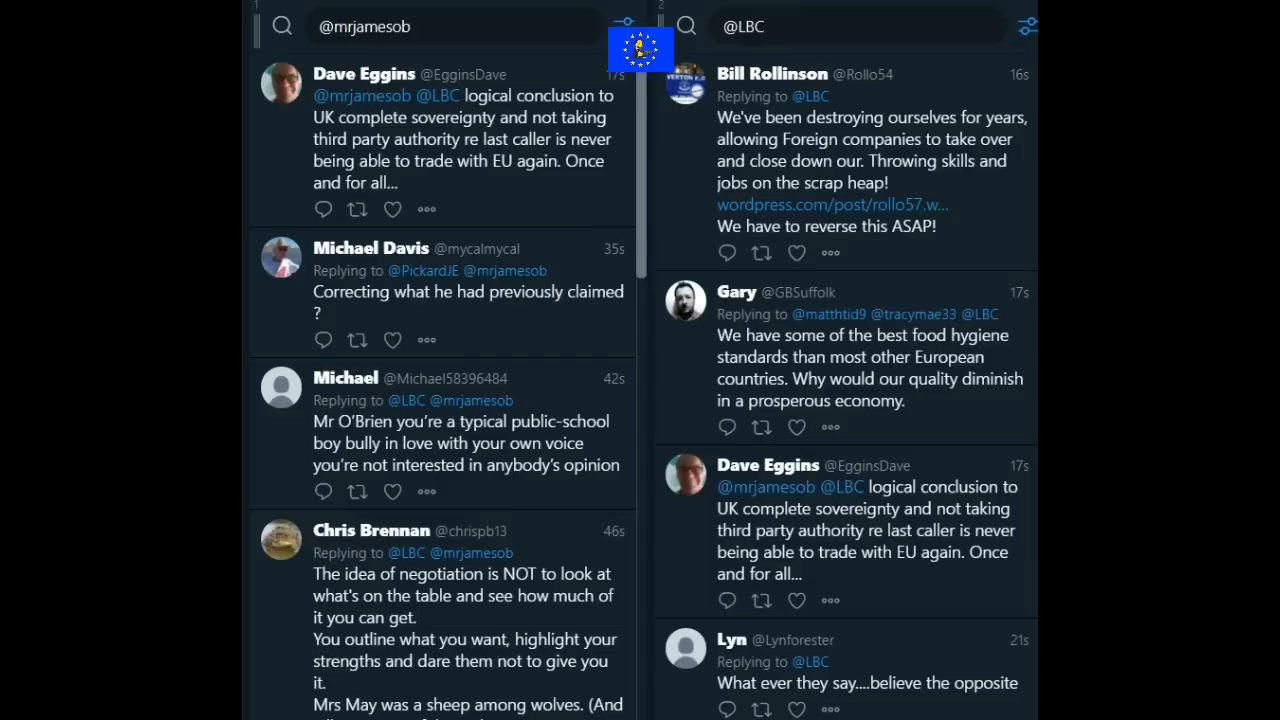 1
@mrjamesob
Dave Eggins @EgginsDave 17s
@mrjamesob @LBC logical conclusion to
UK complete sovereignty and not taking
third party authority re last caller is never
being able to trade with EU again. Once
and for all...
Michael Davis @mycalmycal 35s
Replying to @PickardJE @mrjamesob
Correcting what he had previously claimed
?
Michael @Michael58396484 42s
Replying to @LBC @mrjamesob
Mr O'Brien you're a typical public-school
boy bully in love with your own voice
you're not interested in anybody's opinion
Chris Brennan @chrispb13 46s
Replying to @LBC @mrjamesob
The idea of negotiation is NOT to look at
what's on the table and see how much of
it you can get.
You outline what you want, highlight your
strengths and dare them not to give you
it.
Mrs May was a sheep among wolves. (And
2
@LBC
Bill Rollinson @Rollo54 16s
Replying to @LBC
We've been destroying ourselves for years,
allowing Foreign companies to take over
and close down our. Throwing skills and
jobs on the scrap heap!
wordpress.com/post/rollo57.w...
We have to reverse this ASAP!
Gary @GBSuffolk 17s
Replying to @matthtid9 @tracymae33 @LBC
We have some of the best food hygiene
standards than most other European
countries. Why would our quality diminish
in a prosperous economy.
Dave Eggins @EgginsDave 17s
@mrjamesob @LBC logical conclusion to
UK complete sovereignty and not taking
third party authority re last caller is never
being able to trade with EU again. Once
and for all...
Lyn @Lynforester 21s
Replying to @LBC
What ever they say....believe the opposite